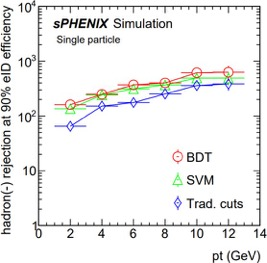 sPHENIX Simulation
Single particle
hadron(-) rejection at 90% eID efficiency
10⁴
10³
10²
10
1
BDT
SVM
Trad. cuts
0 2 4 6 8 10 12 14
pt (GeV)